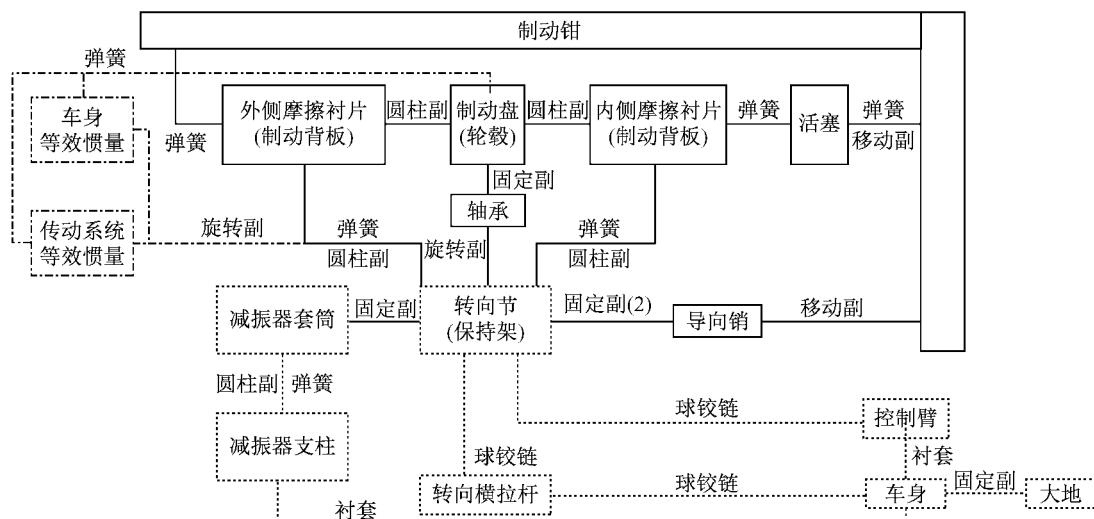 制动钳
弹簧
车身
等效惯量
弹簧
外侧摩擦衬片
(制动背板)
圆柱副
制动盘
(轮毂)
圆柱副
内侧摩擦衬片
(制动背板)
弹簧
活塞
弹簧
移动副
固定副
轴承
传动系统
等效惯量
旋转副
弹簧
圆柱副
旋转副
弹簧
圆柱副
减振器套筒
固定副
转向节
(保持架)
固定副(2)
导向销
移动副
圆柱副
弹簧
球铰链
控制臂
减振器支柱
球铰链
衬套
转向横拉杆
球铰链
车身
固定副
大地
衬套